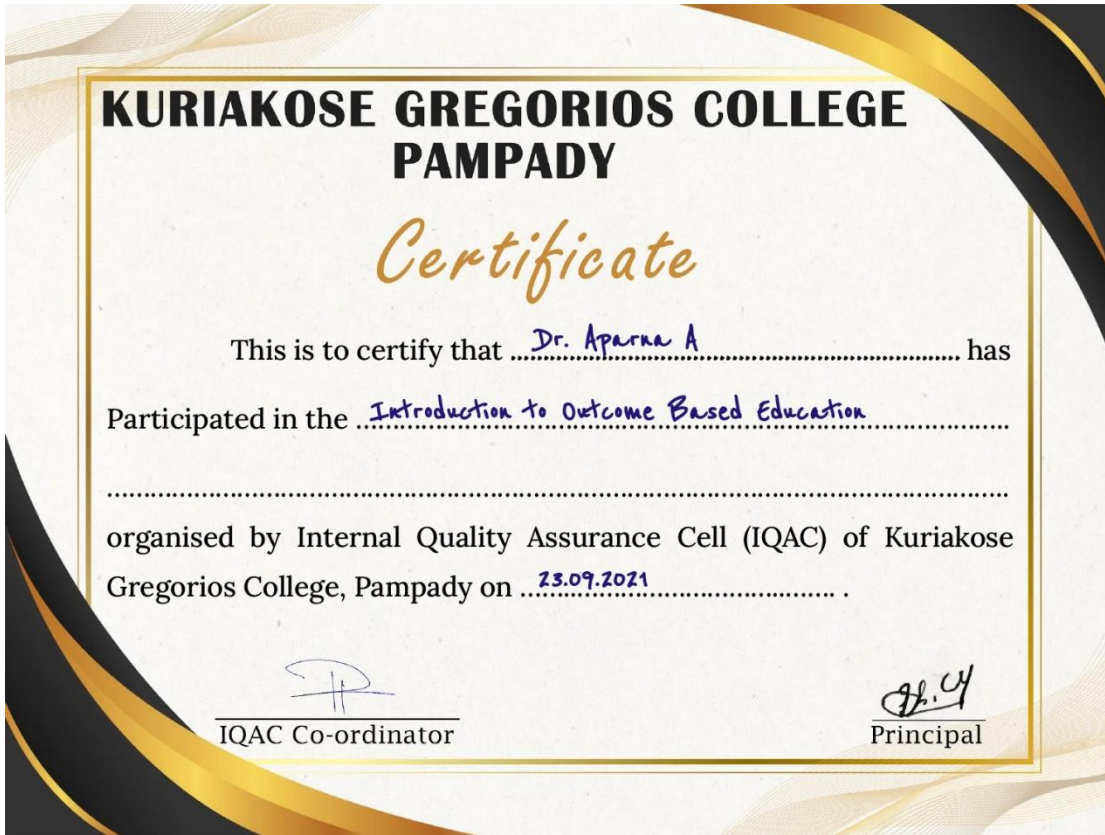 KURIAKOSE GREGORIOS COLLEGE
PAMPADY
Certificate
This is to certify that ...Dr. Aparna A............................................. has
Participated in the ...Introduction to Outcome Based Education....................
....................................................................................................
organised by Internal Quality Assurance Cell (IQAC) of Kuriakose
Gregorios College, Pampady on ...23.09.2021......................... .
IQAC Co-ordinator
Principal